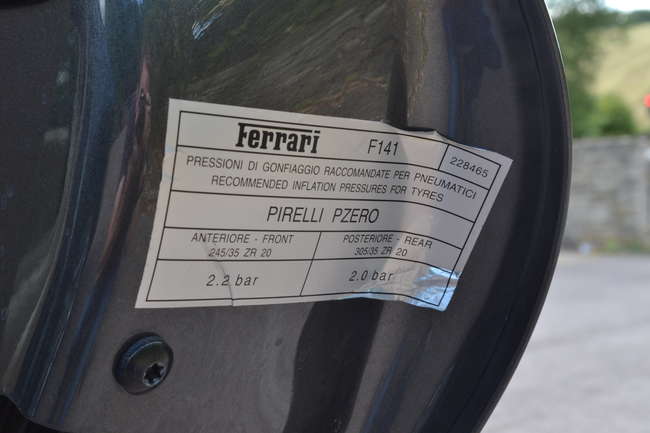 Ferrari F141 228465
PRESSIONI DI GONFIAGGIO RACCOMANDATE PER PNEUMATICI
RECOMMENDED INFLATION PRESSURES FOR TYRES
PIRELLI PZERO
ANTERIORE - FRONT POSTERIORE - REAR
245/35 ZR 20 305/35 ZR 20
2.2 bar 2.0 bar